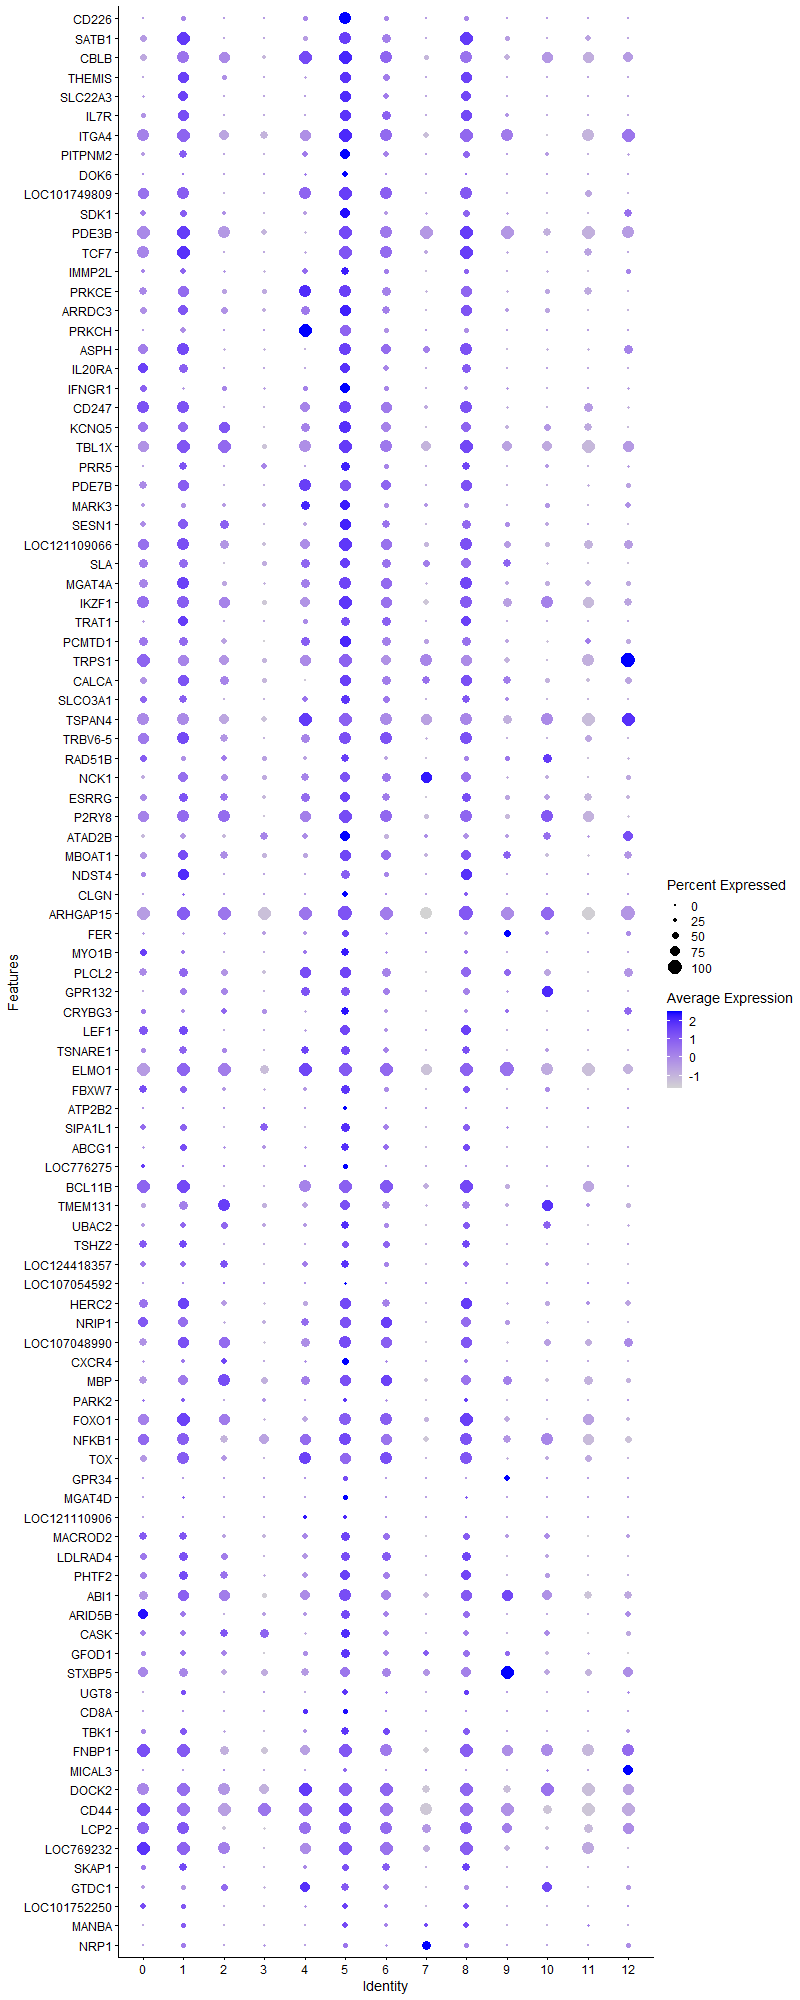 CD226
SATB1
CBLB
THEMIS
SLC22A3
IL7R
ITGA4
PITPNM2
DOK6
LOC101749809
SDK1
PDE3B
TCF7
IMMP2L
PRKCE
ARRDC3
PRKCH
ASPH
IL20RA
IFNGR1
CD247
KCNQ5
TBL1X
PRR5
PDE7B
MARK3
SESN1
LOC121109066
SLA
MGAT4A
IKZF1
TRAT1
PCMTD1
TRPS1
CALCA
SLCO3A1
TSPAN4
TRBV6-5
RAD51B
NCK1
ESRRG
P2RY8
ATAD2B
MBOAT1
NDST4
CLGN
ARHGAP15
FER
MYO1B
PLCL2
GPR132
CRYBG3
LEF1
TSNARE1
ELMO1
FBXW7
ATP2B2
SIPA1L1
ABCG1
LOC776275
BCL11B
TMEM131
UBAC2
TSHZ2
LOC124418357
LOC107054592
HERC2
NRIP1
LOC107048990
CXCR4
MBP
PARK2
FOXO1
NFKB1
TOX
GPR34
MGAT4D
LOC121110906
MACROD2
LDLRAD4
PHTF2
ABI1
ARID5B
CASK
GFOD1
STXBP5
UGT8
CD8A
TBK1
FNBP1
MICAL3
DOCK2
CD44
LCP2
LOC769232
SKAP1
GTDC1
LOC101752250
MANBA
NRP1
Features
0 1 2 3 4 5 6 7 8 9 10 11 12
Identity
Percent Expressed
0
25
50
75
100
Average Expression
2
1
0
-1